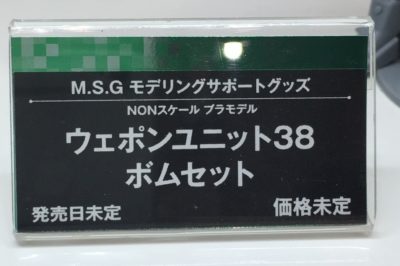 M.S.G モデリングサポートグッズ
NONスケール プラモデル
ウェポンユニット38
ボムセット
発売日未定 価格未定